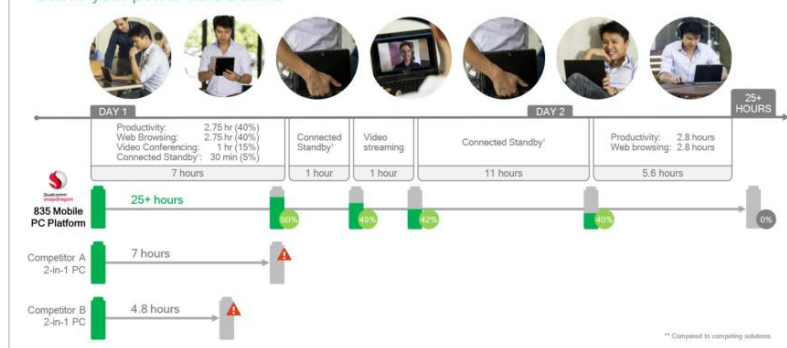 DAY 1
DAY 2
25+
HOURS
Productivity: 2.75 hr (40%)
Web Browsing: 2.75 hr (40%)
Video Conferencing: 1 hr (15%)
Connected Standby¹: 30 min (5%)
Connected
Standby¹
Video
streaming
Connected Standby¹
Productivity: 2.8 hours
Web browsing: 2.8 hours
7 hours
1 hour
1 hour
11 hours
5.6 hours
Qualcomm
snapdragon
835 Mobile
PC Platform
25+ hours
50%
49%
42%
40%
0%
Competitor A
2-in-1 PC
7 hours
Competitor B
2-in-1 PC
4.8 hours
** Compared to competing solutions.